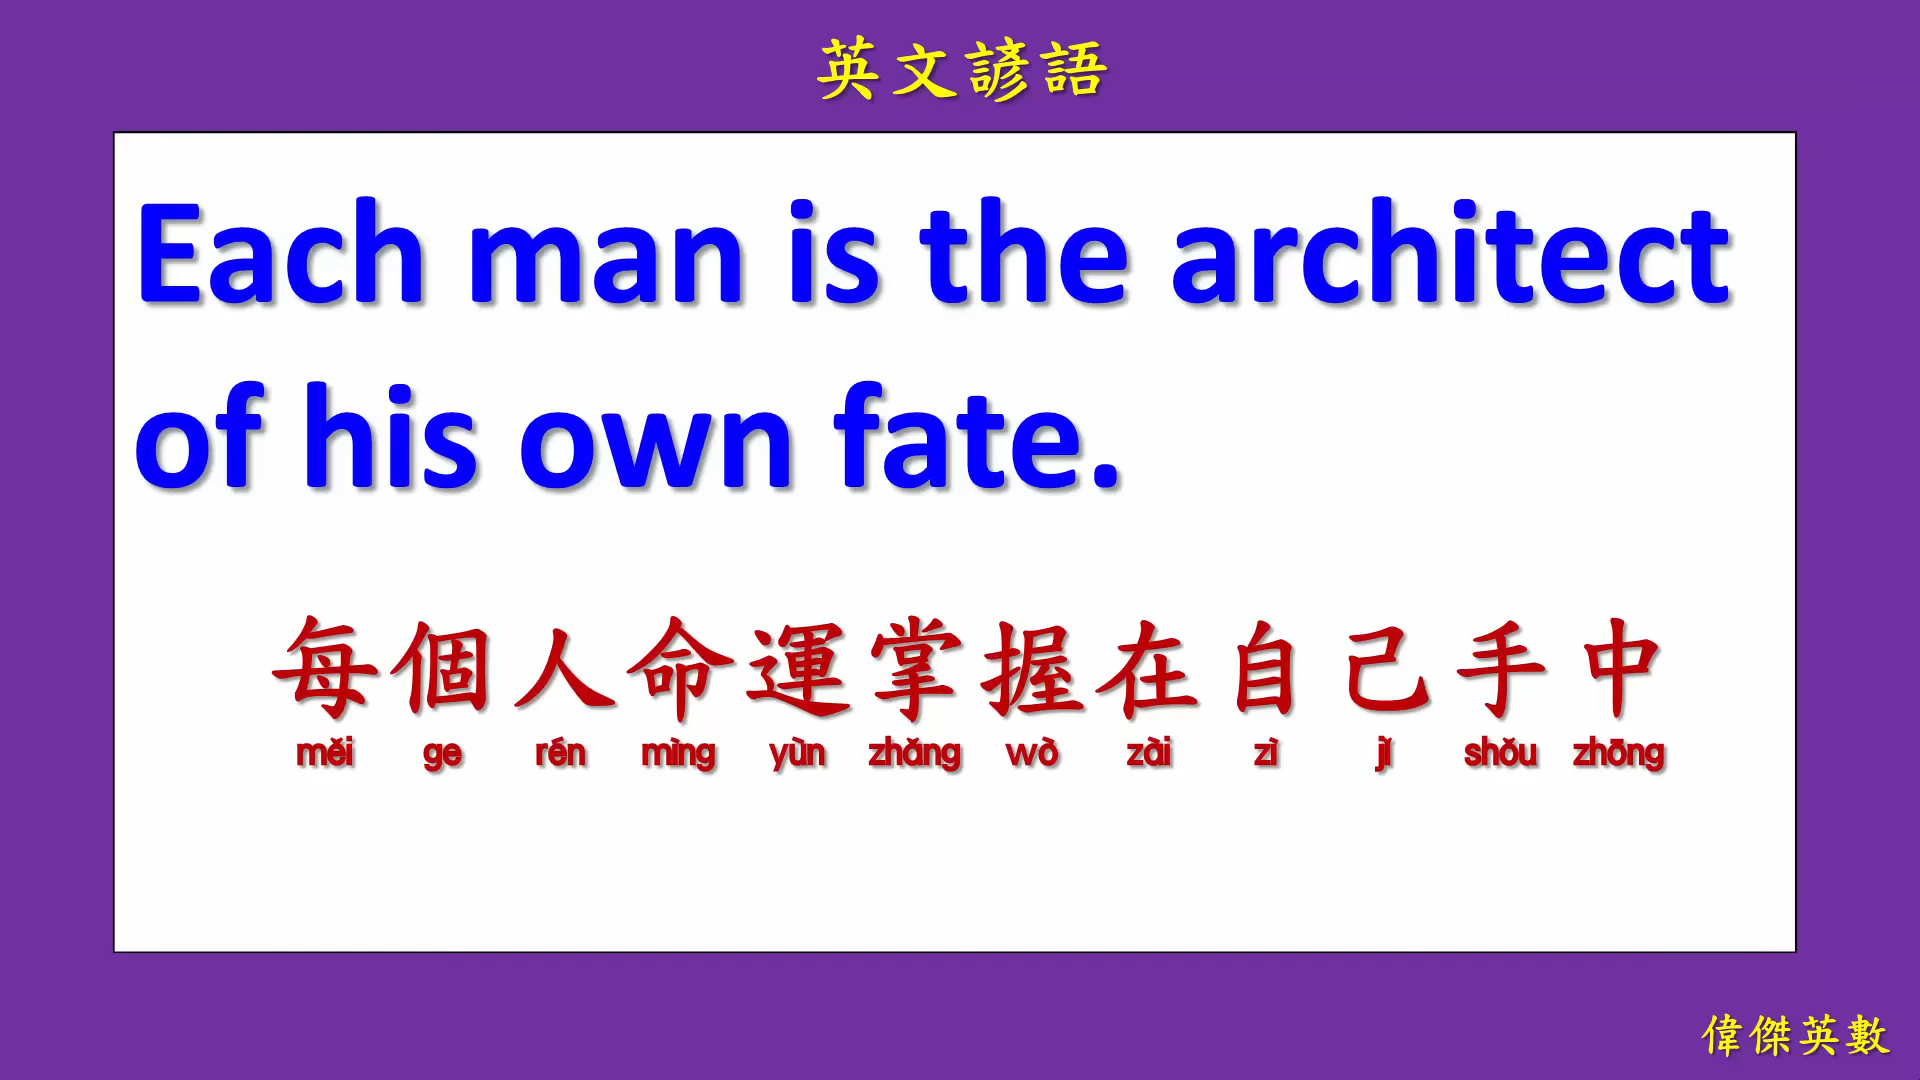 英文諺語
Each man is the architect
of his own fate.
每個人命運掌握在自己手中
měi ge rén mìng yùn zhǎng wò zài zì jǐ shǒu zhōng
偉傑英數